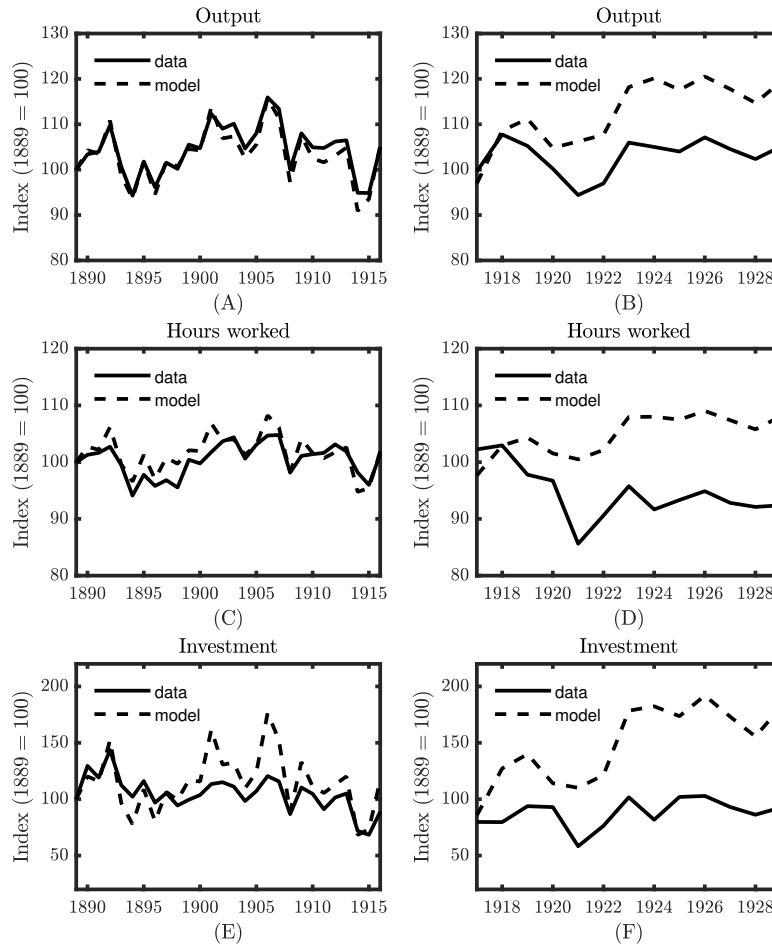 Output
Index (1889 = 100)
130
120
110
100
90
80
data
model
1890
1895
1900
1905
1910
1915
(A)
Output
Index (1889 = 100)
130
120
110
100
90
80
data
model
1918
1920
1922
1924
1926
1928
(B)
Hours worked
Index (1889 = 100)
120
110
100
90
80
data
model
1890
1895
1900
1905
1910
1915
(C)
Hours worked
Index (1889 = 100)
120
110
100
90
80
data
model
1918
1920
1922
1924
1926
1928
(D)
Investment
Index (1889 = 100)
200
150
100
50
data
model
1890
1895
1900
1905
1910
1915
(E)
Investment
Index (1889 = 100)
200
150
100
50
data
model
1918
1920
1922
1924
1926
1928
(F)